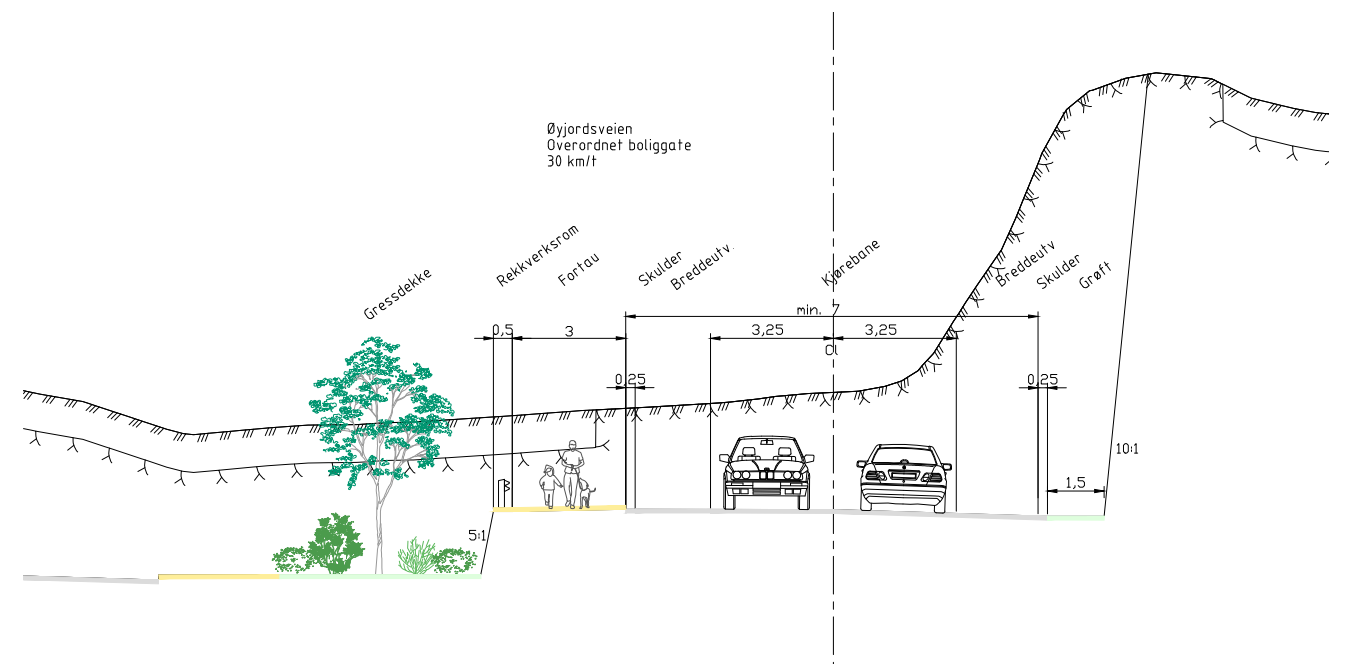 Øyjordsveien
Overordnet boliggate
30 km/t
Gressdekke
Rekkverksrom
Fortau
Skulder
Breddeutv.
Kjørebane
Breddeutv
Skulder
Grøft
min. 7
0,5
3
3,25
3,25
CL
0,25
0,25
10:1
1,5
5:1